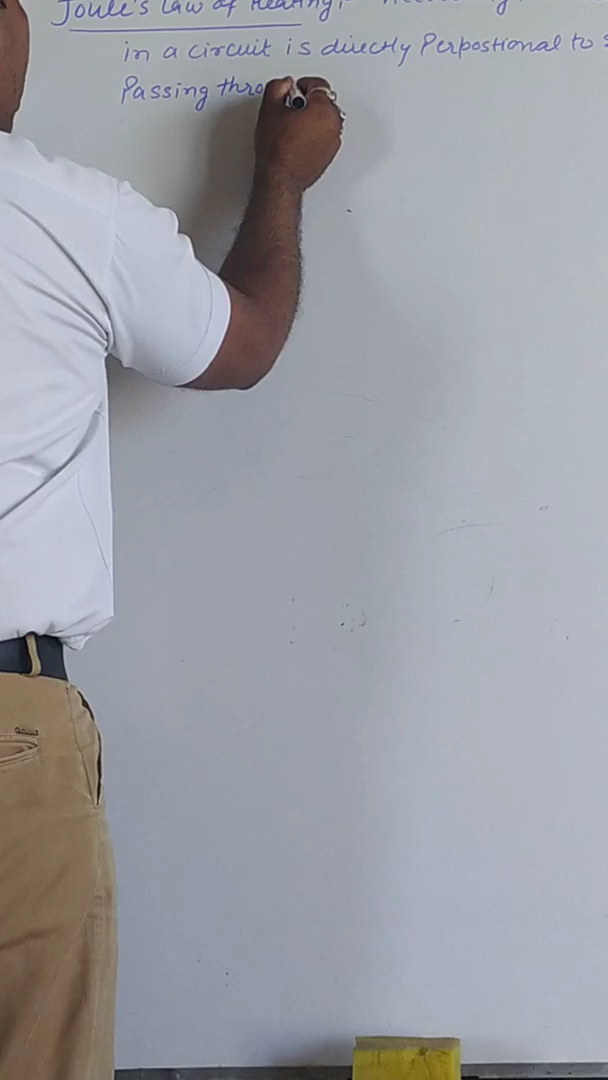 Joule's Law of Heating:-
in a circuit is directly Perpostional to
Passing thro